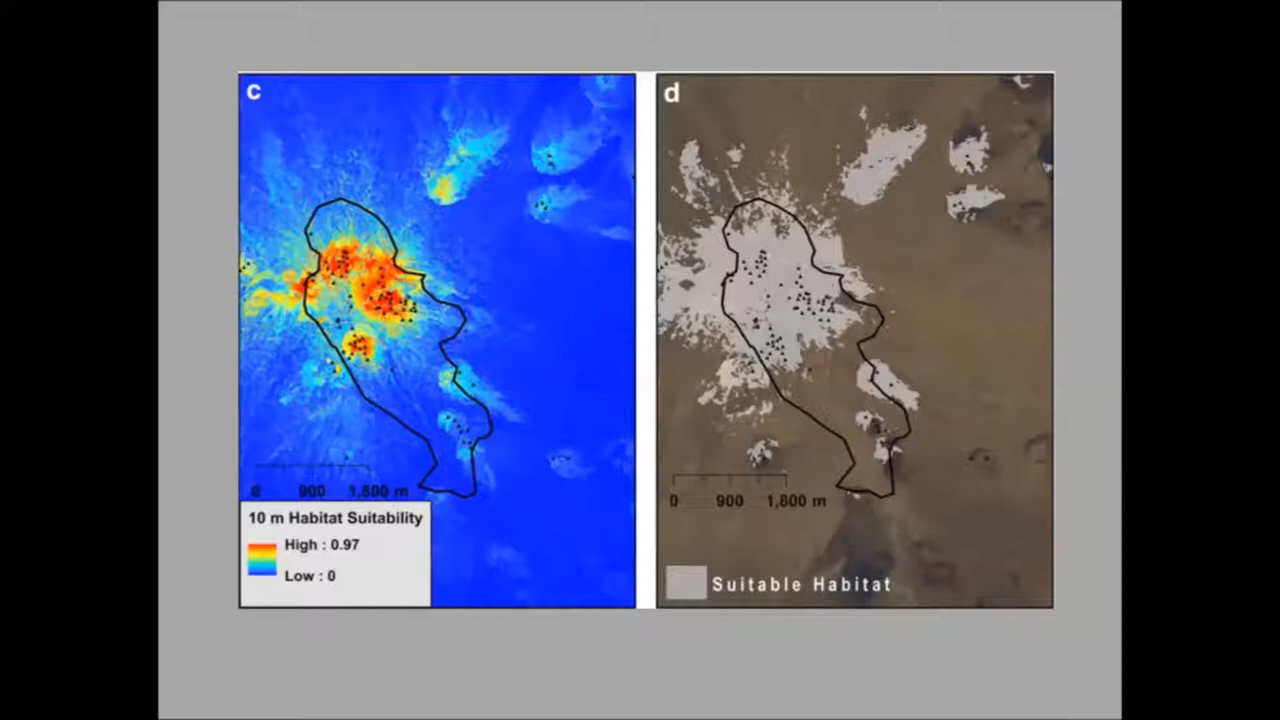 c
0 900 1,800 m
10 m Habitat Suitability
High : 0.97
Low : 0
d
0 900 1,800 m
Suitable Habitat